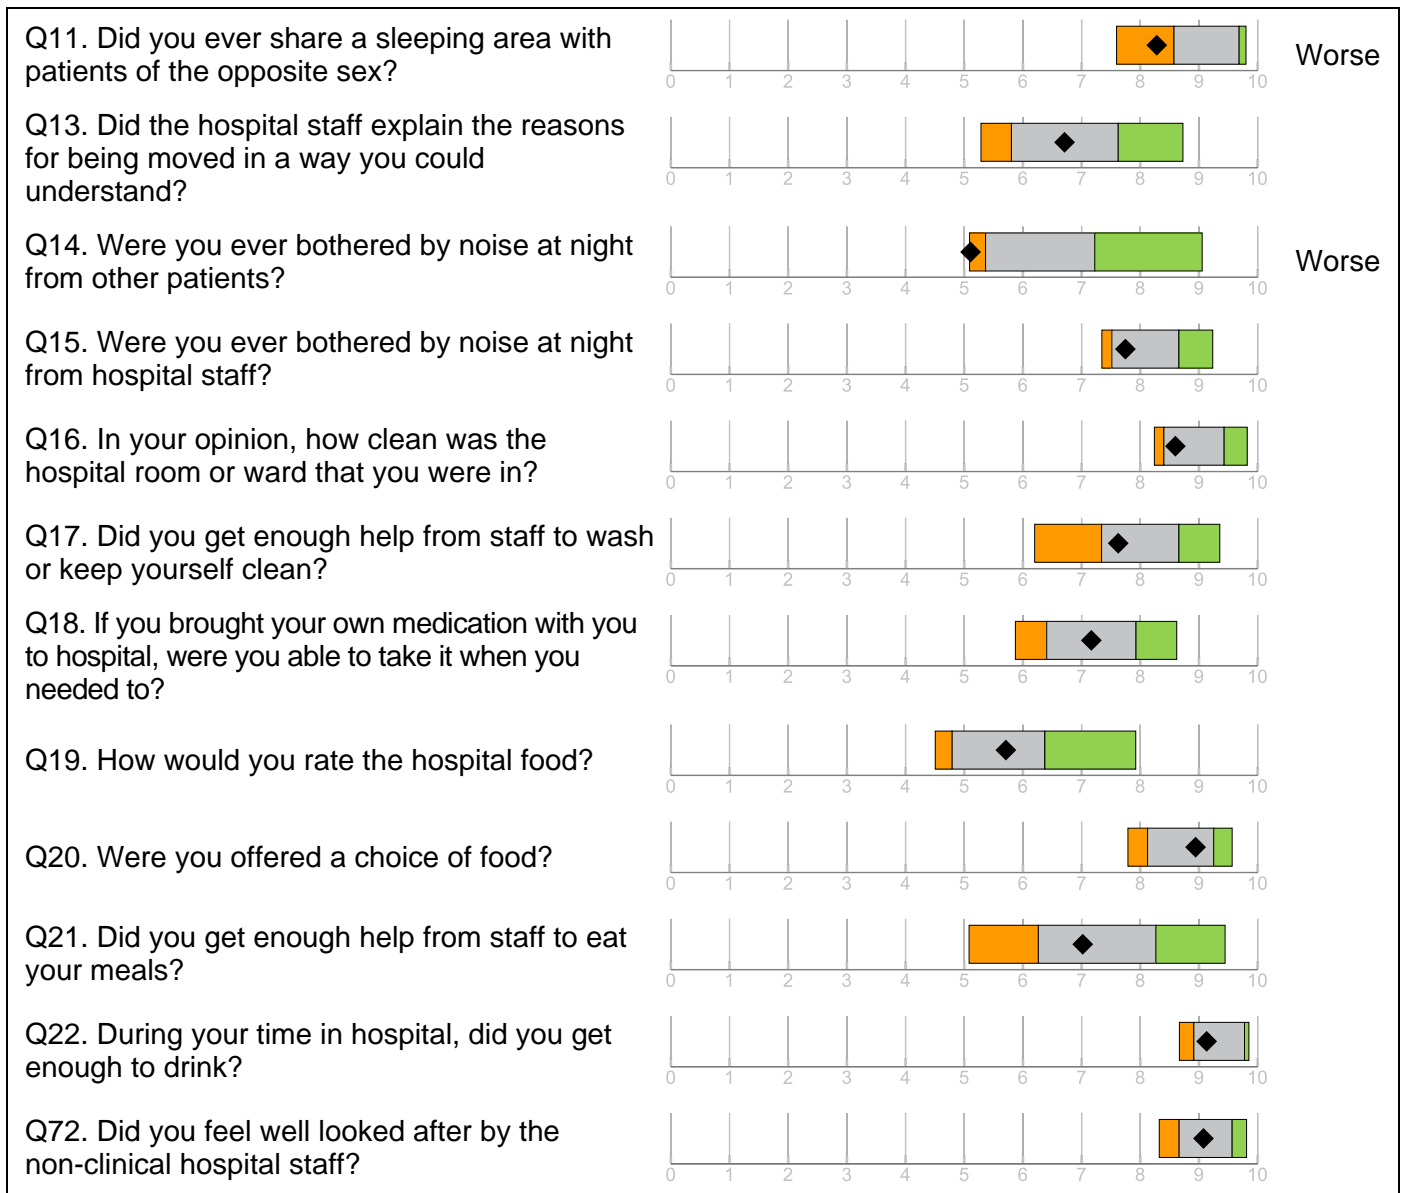 Q11. Did you ever share a sleeping area with
patients of the opposite sex?
0 1 2 3 4 5 6 7 8 9 10
Worse
Q13. Did the hospital staff explain the reasons
for being moved in a way you could
understand?
0 1 2 3 4 5 6 7 8 9 10
Q14. Were you ever bothered by noise at night
from other patients?
0 1 2 3 4 5 6 7 8 9 10
Worse
Q15. Were you ever bothered by noise at night
from hospital staff?
0 1 2 3 4 5 6 7 8 9 10
Q16. In your opinion, how clean was the
hospital room or ward that you were in?
0 1 2 3 4 5 6 7 8 9 10
Q17. Did you get enough help from staff to wash
or keep yourself clean?
0 1 2 3 4 5 6 7 8 9 10
Q18. If you brought your own medication with you
to hospital, were you able to take it when you
needed to?
0 1 2 3 4 5 6 7 8 9 10
Q19. How would you rate the hospital food?
0 1 2 3 4 5 6 7 8 9 10
Q20. Were you offered a choice of food?
0 1 2 3 4 5 6 7 8 9 10
Q21. Did you get enough help from staff to eat
your meals?
0 1 2 3 4 5 6 7 8 9 10
Q22. During your time in hospital, did you get
enough to drink?
0 1 2 3 4 5 6 7 8 9 10
Q72. Did you feel well looked after by the
non-clinical hospital staff?
0 1 2 3 4 5 6 7 8 9 10